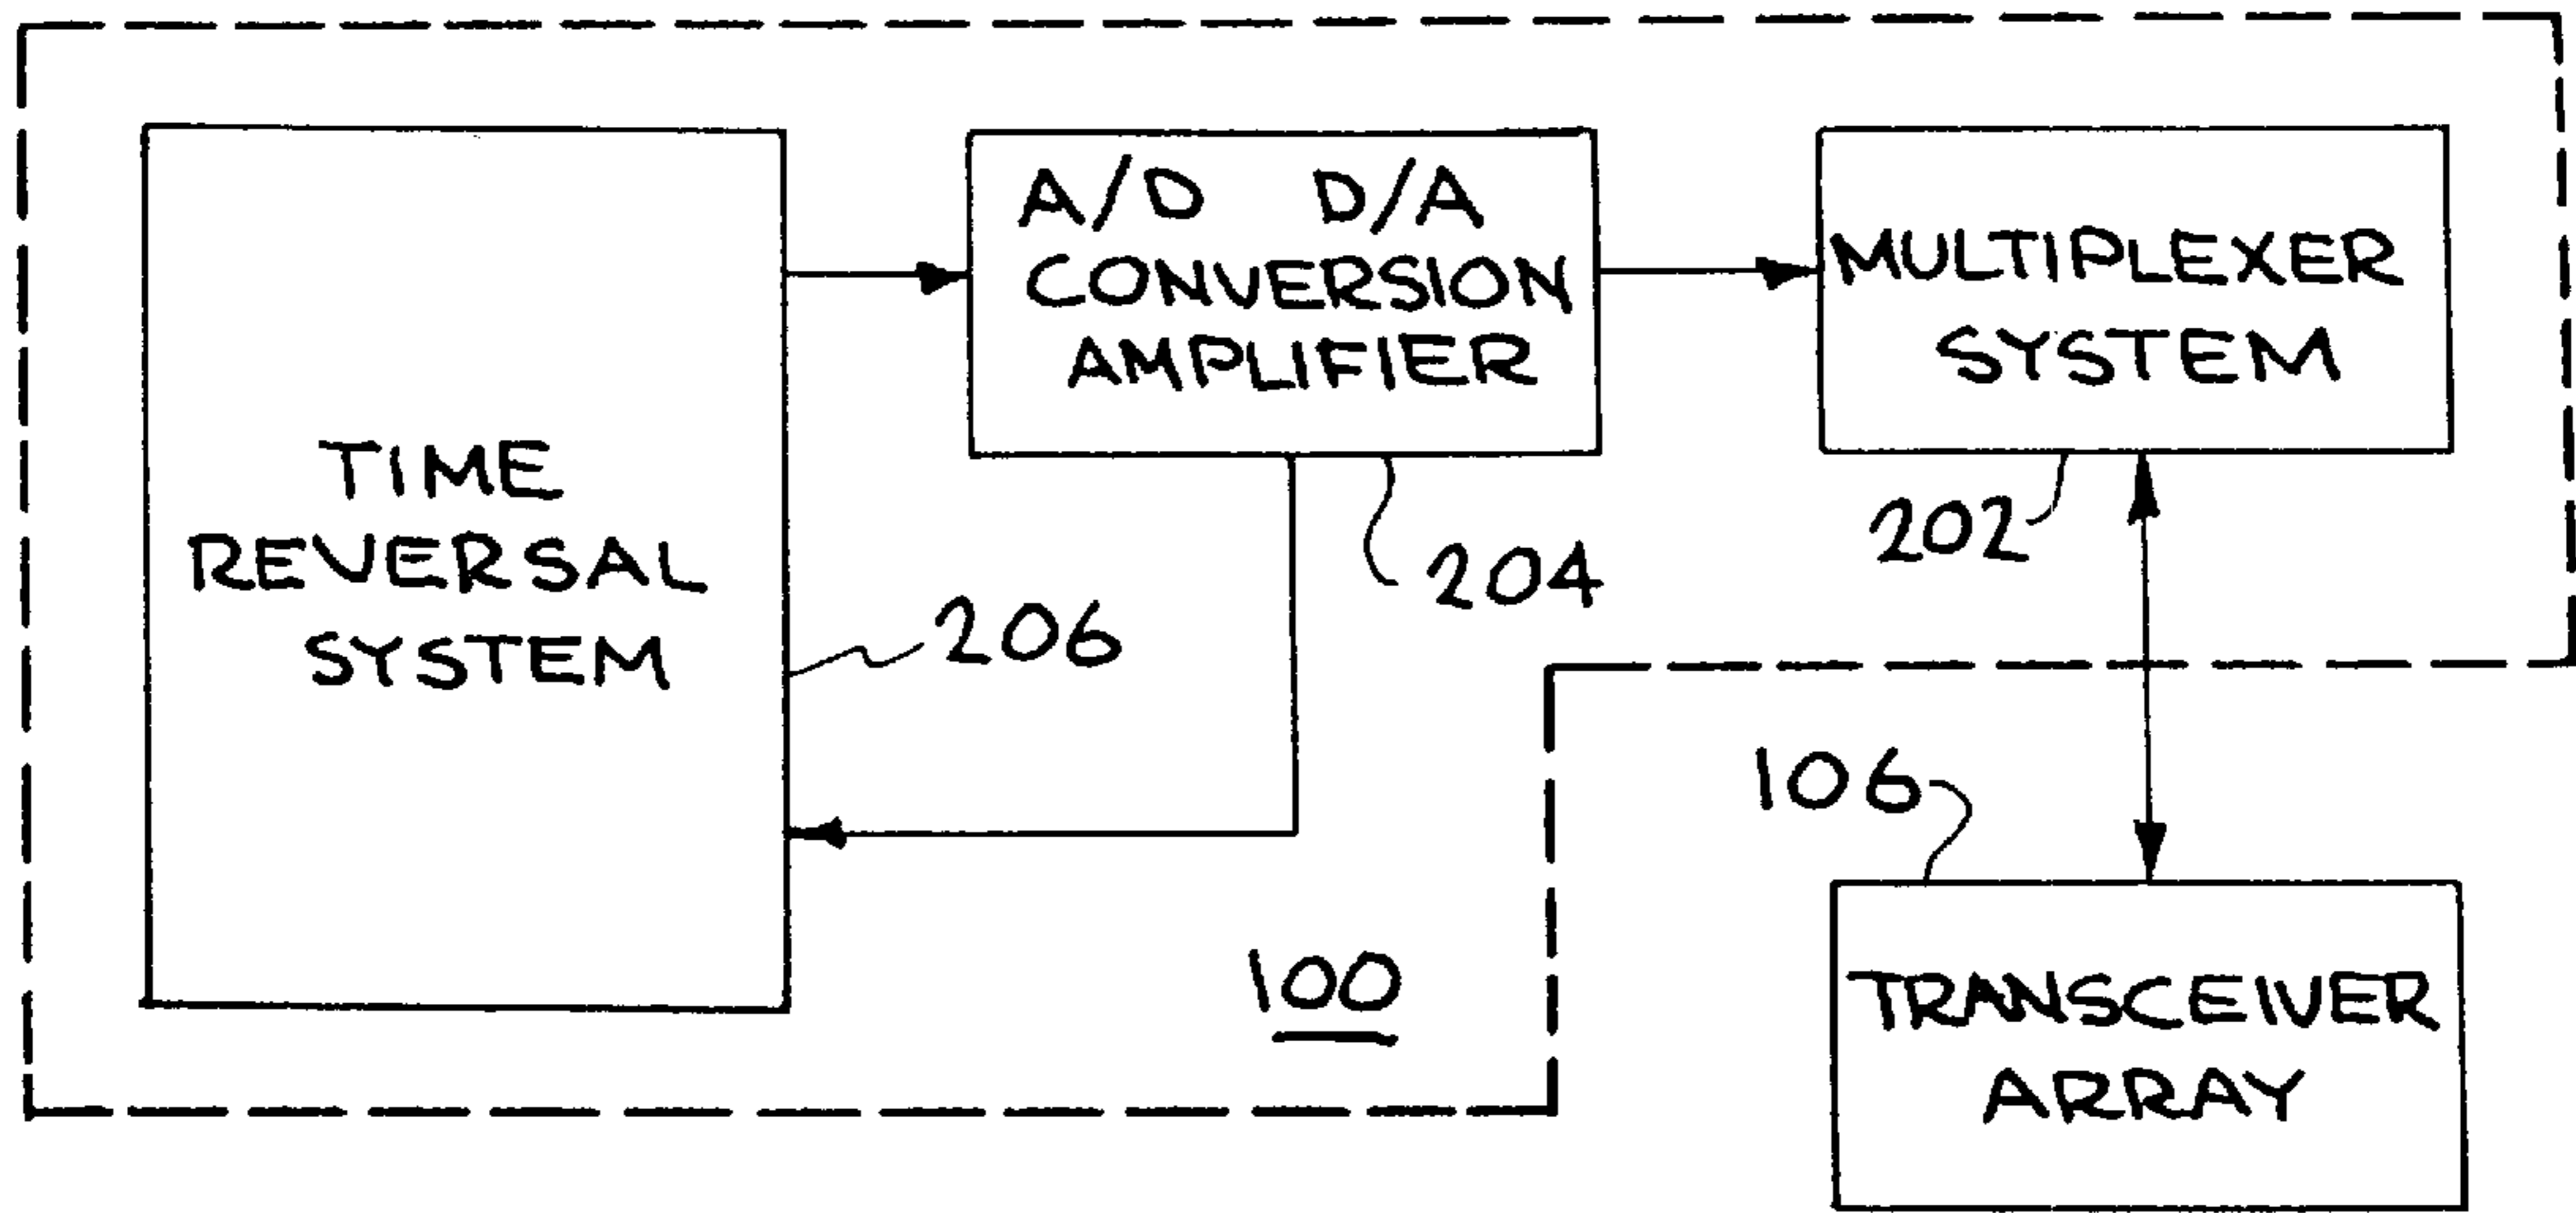 TIME
REVERSAL
SYSTEM
206
A/D D/A
CONVERSION
AMPLIFIER
204
MULTIPLEXER
SYSTEM
202
106
100
TRANSCEIVER
ARRAY